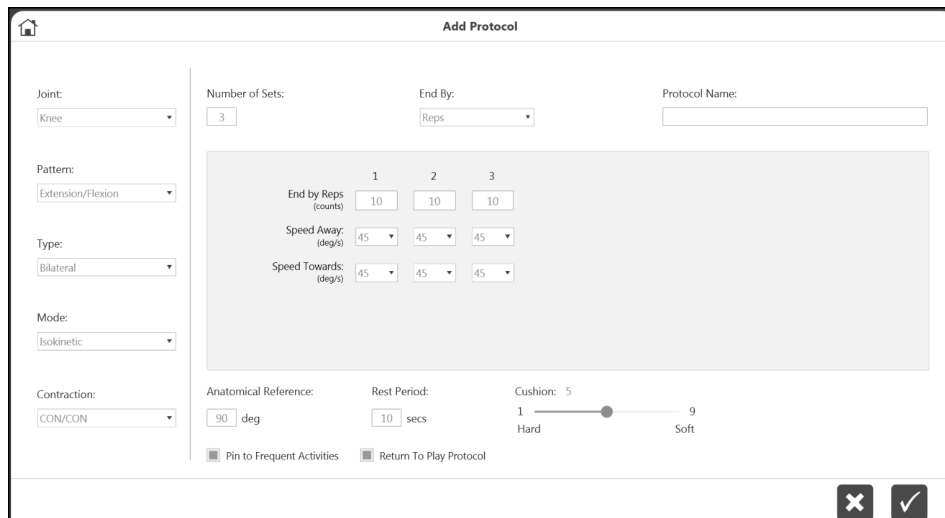 Add Protocol
Joint:
Knee
Pattern:
Extension/Flexion
Type:
Bilateral
Mode:
Isokinetic
Contraction:
CON/CON
Number of Sets:
3
End By:
Reps
Protocol Name:
1 2 3
End by Reps 10 10 10
(counts)
Speed Away: 45 45 45
(deg/s)
Speed Towards: 45 45 45
(deg/s)
Anatomical Reference:
90 deg
Rest Period:
10 secs
Cushion: 5
1 9
Hard Soft
Pin to Frequent Activities
Return To Play Protocol